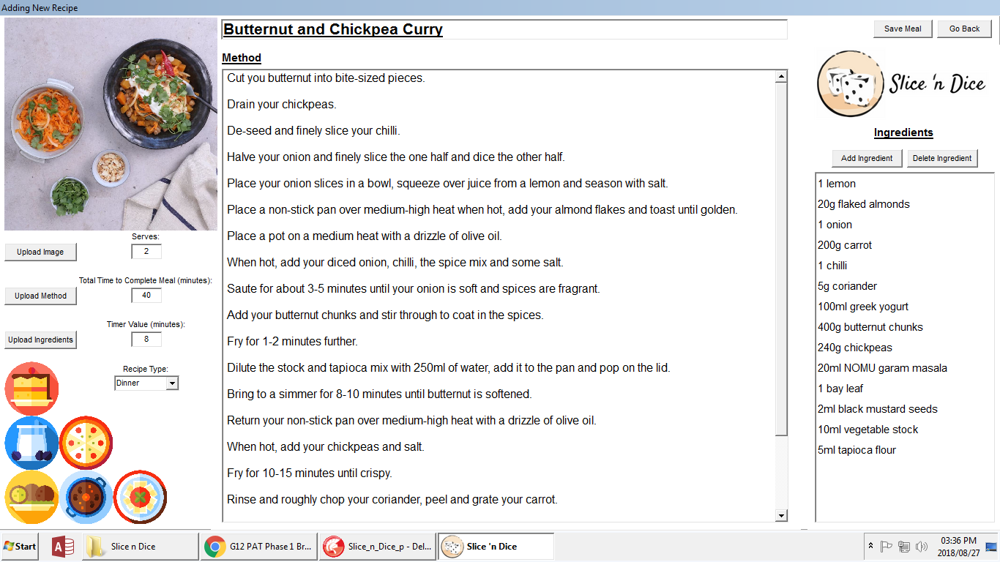 Adding New Recipe
Butternut and Chickpea Curry
Save Meal
Go Back
Method
Cut you butternut into bite-sized pieces.
Drain your chickpeas.
De-seed and finely slice your chilli.
Halve your onion and finely slice the one half and dice the other half.
Place your onion slices in a bowl, squeeze over juice from a lemon and season with salt.
Place a non-stick pan over medium-high heat when hot, add your almond flakes and toast until golden.
Place a pot on a medium heat with a drizzle of olive oil.
When hot, add your diced onion, chilli, the spice mix and some salt.
Saute for about 3-5 minutes until your onion is soft and spices are fragrant.
Add your butternut chunks and stir through to coat in the spices.
Fry for 1-2 minutes further.
Dilute the stock and tapioca mix with 250ml of water, add it to the pan and pop on the lid.
Bring to a simmer for 8-10 minutes until butternut is softened.
Return your non-stick pan over medium-high heat with a drizzle of olive oil.
When hot, add your chickpeas and salt.
Fry for 10-15 minutes until crispy.
Rinse and roughly chop your coriander, peel and grate your carrot.
Slice 'n Dice
Ingredients
Add Ingredient
Delete Ingredient
1 lemon
20g flaked almonds
1 onion
200g carrot
1 chilli
5g coriander
100ml greek yogurt
400g butternut chunks
240g chickpeas
20ml NOMU garam masala
1 bay leaf
2ml black mustard seeds
10ml vegetable stock
5ml tapioca flour
Serves:
Upload Image
2
Total Time to Complete Meal (minutes):
Upload Method
40
Timer Value (minutes):
Upload Ingredients
8
Recipe Type:
Dinner
Start
Slice n Dice
G12 PAT Phase 1 Br...
Slice_n_Dice_p - Del...
Slice 'n Dice
03:36 PM
2018/08/27